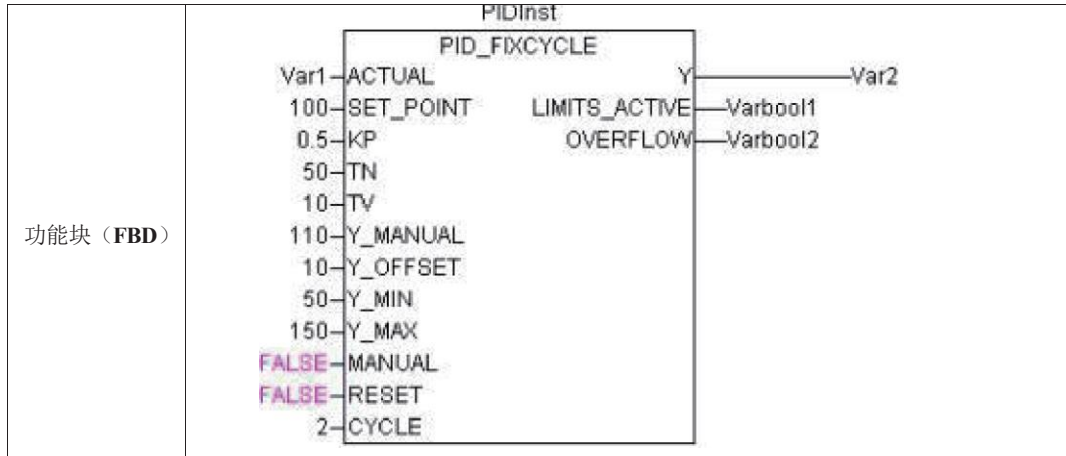 PIDInst
PID_FIXCYCLE
Var1 ACTUAL Y Var2
100 SET_POINT LIMITS_ACTIVE Varbool1
0.5 KP OVERFLOW Varbool2
50 TN
10 TV
110 Y_MANUAL
功能块（FBD）
10 Y_OFFSET
50 Y_MIN
150 Y_MAX
FALSE MANUAL
FALSE RESET
2 CYCLE